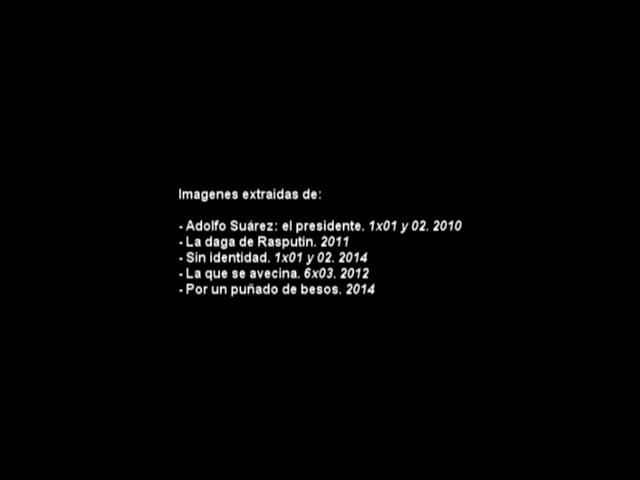 Imagenes extraidas de:
- Adolfo Suárez: el presidente. 1x01 y 02. 2010
- La daga de Rasputin. 2011
- Sin identidad. 1x01 y 02. 2014
- La que se avecina. 6x03. 2012
- Por un puñado de besos. 2014